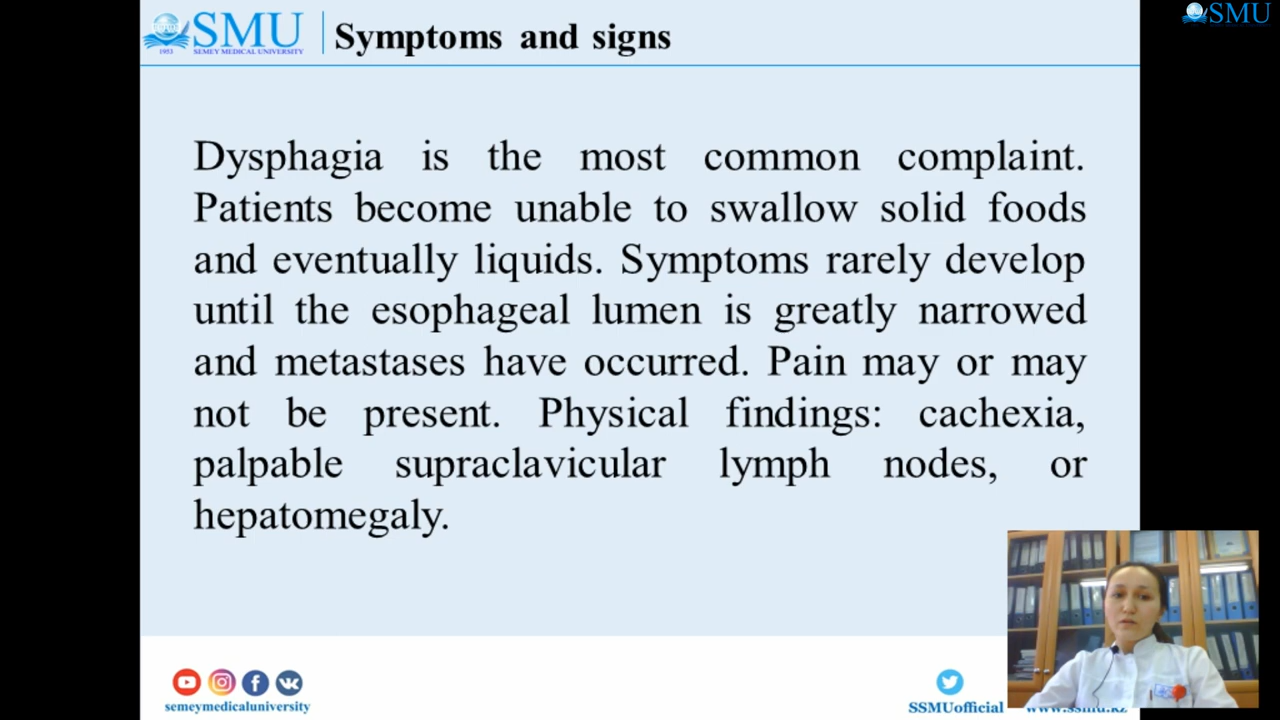 SMU
SEMEY MEDICAL UNIVERSITY
1953
Symptoms and signs
SMU
Dysphagia is the most common complaint.
Patients become unable to swallow solid foods
and eventually liquids. Symptoms rarely develop
until the esophageal lumen is greatly narrowed
and metastases have occurred. Pain may or may
not be present. Physical findings: cachexia,
palpable supraclavicular lymph nodes, or
hepatomegaly.
semeymedicaluniversity
SSMUofficial